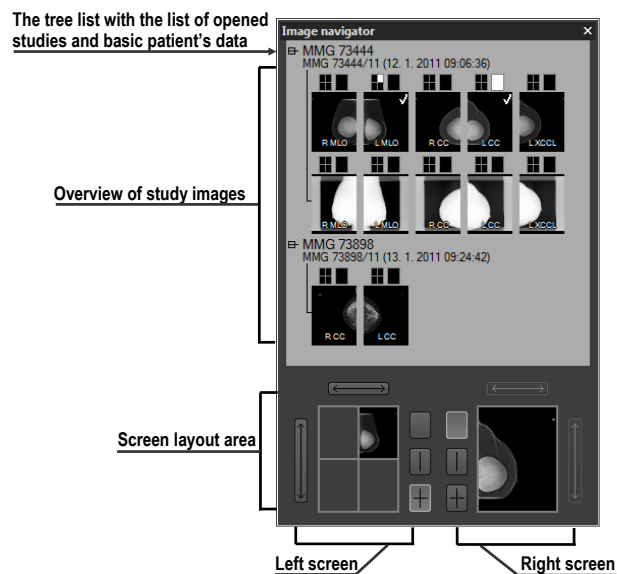 The tree list with the list of opened
studies and basic patient's data
Image navigator
MMG 73444
MMG 73444/11 (12. 1. 2011 09:06:36)
R MLO L MLO R CC L CC L XCCL
Overview of study images
R MLO L MLO R CC L CC L XCCL
MMG 73898
MMG 73898/11 (13. 1. 2011 09:24:42)
R CC L CC
Screen layout area
Left screen Right screen